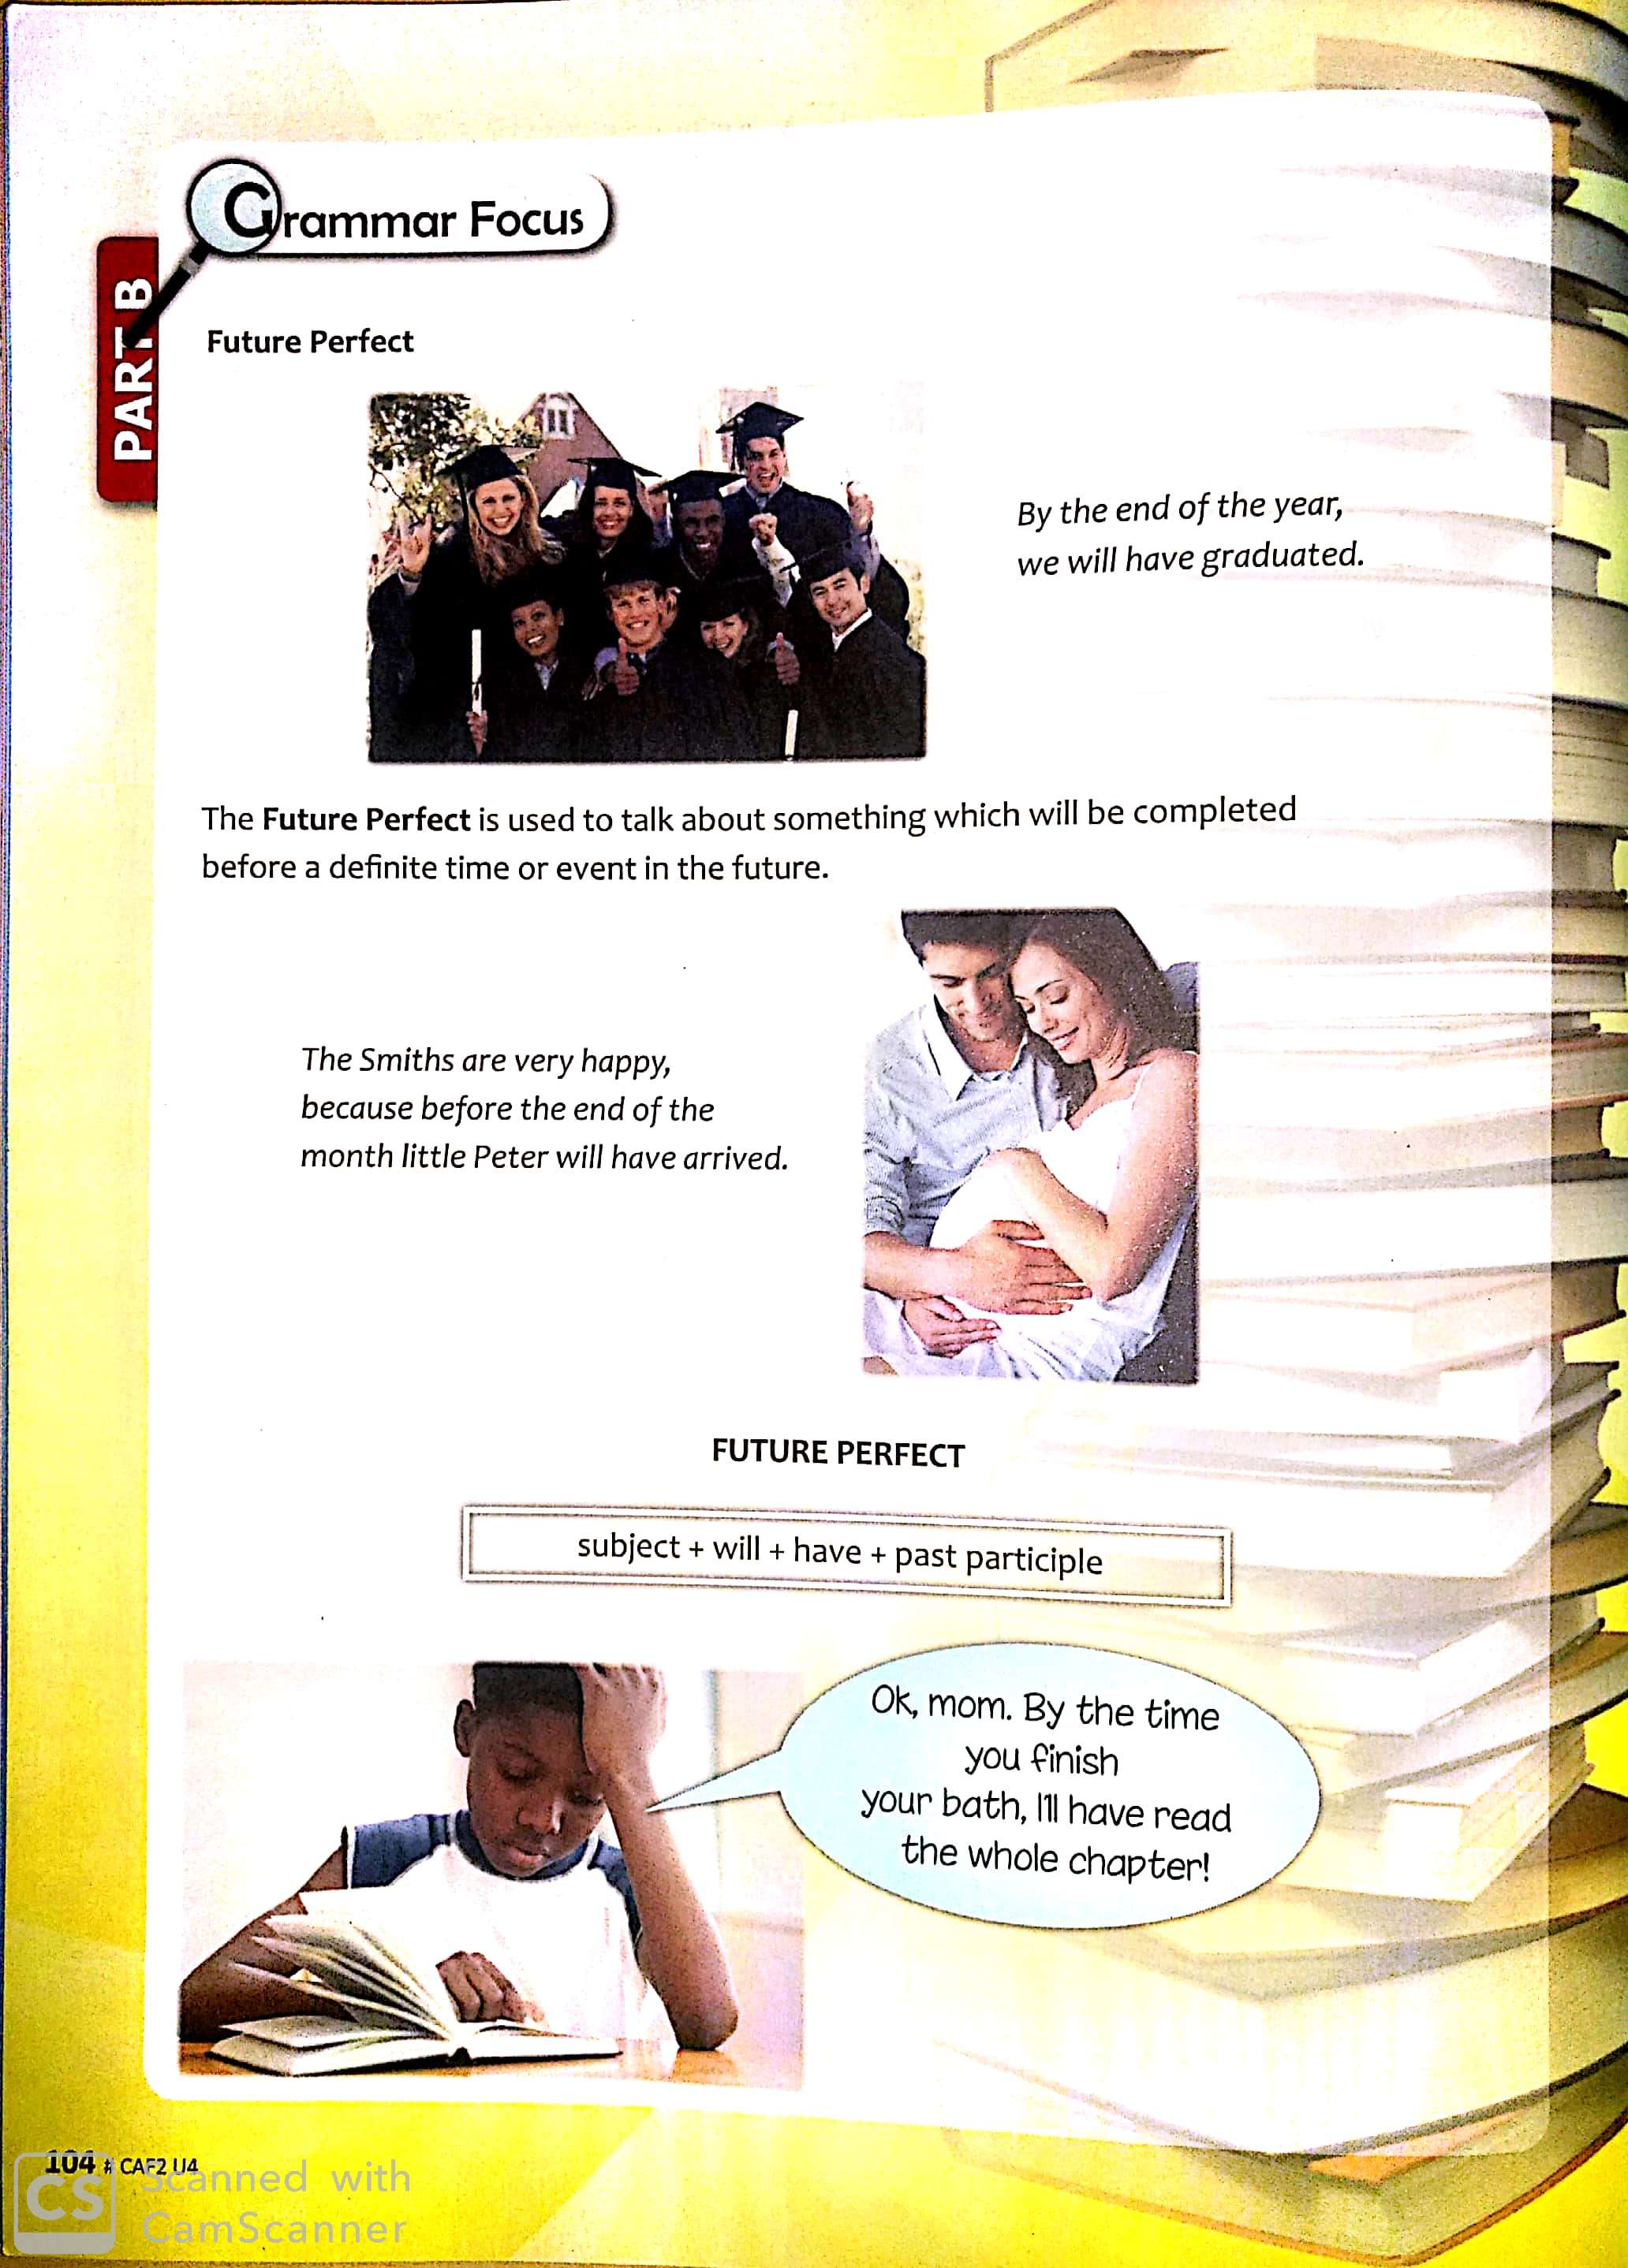 Grammar Focus
PART B
Future Perfect
By the end of the year,
we will have graduated.
The Future Perfect is used to talk about something which will be completed
before a definite time or event in the future.
The Smiths are very happy,
because before the end of the
month little Peter will have arrived.
FUTURE PERFECT
subject + will + have + past participle
Ok, mom. By the time
you finish
your bath, I'll have read
the whole chapter!
104 # CAF2 U4
CS Scanned with
CamScanner